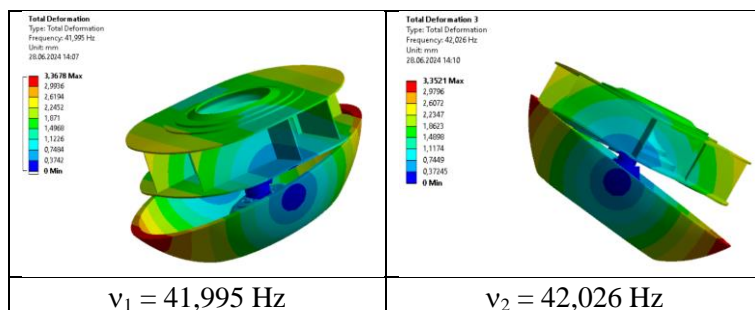 Total Deformation
Type: Total Deformation
Frequency: 41,995 Hz
Unit: mm
28.06.2024 14:07
3,3678 Max
2,9936
2,6194
2,2452
1,871
1,4968
1,1226
0,7484
0,3742
0 Min
ν₁ = 41,995 Hz
Total Deformation 3
Type: Total Deformation
Frequency: 42,026 Hz
Unit: mm
28.06.2024 14:10
3,3521 Max
2,9796
2,6072
2,2347
1,8623
1,4898
1,1174
0,7449
0,37245
0 Min
ν₂ = 42,026 Hz